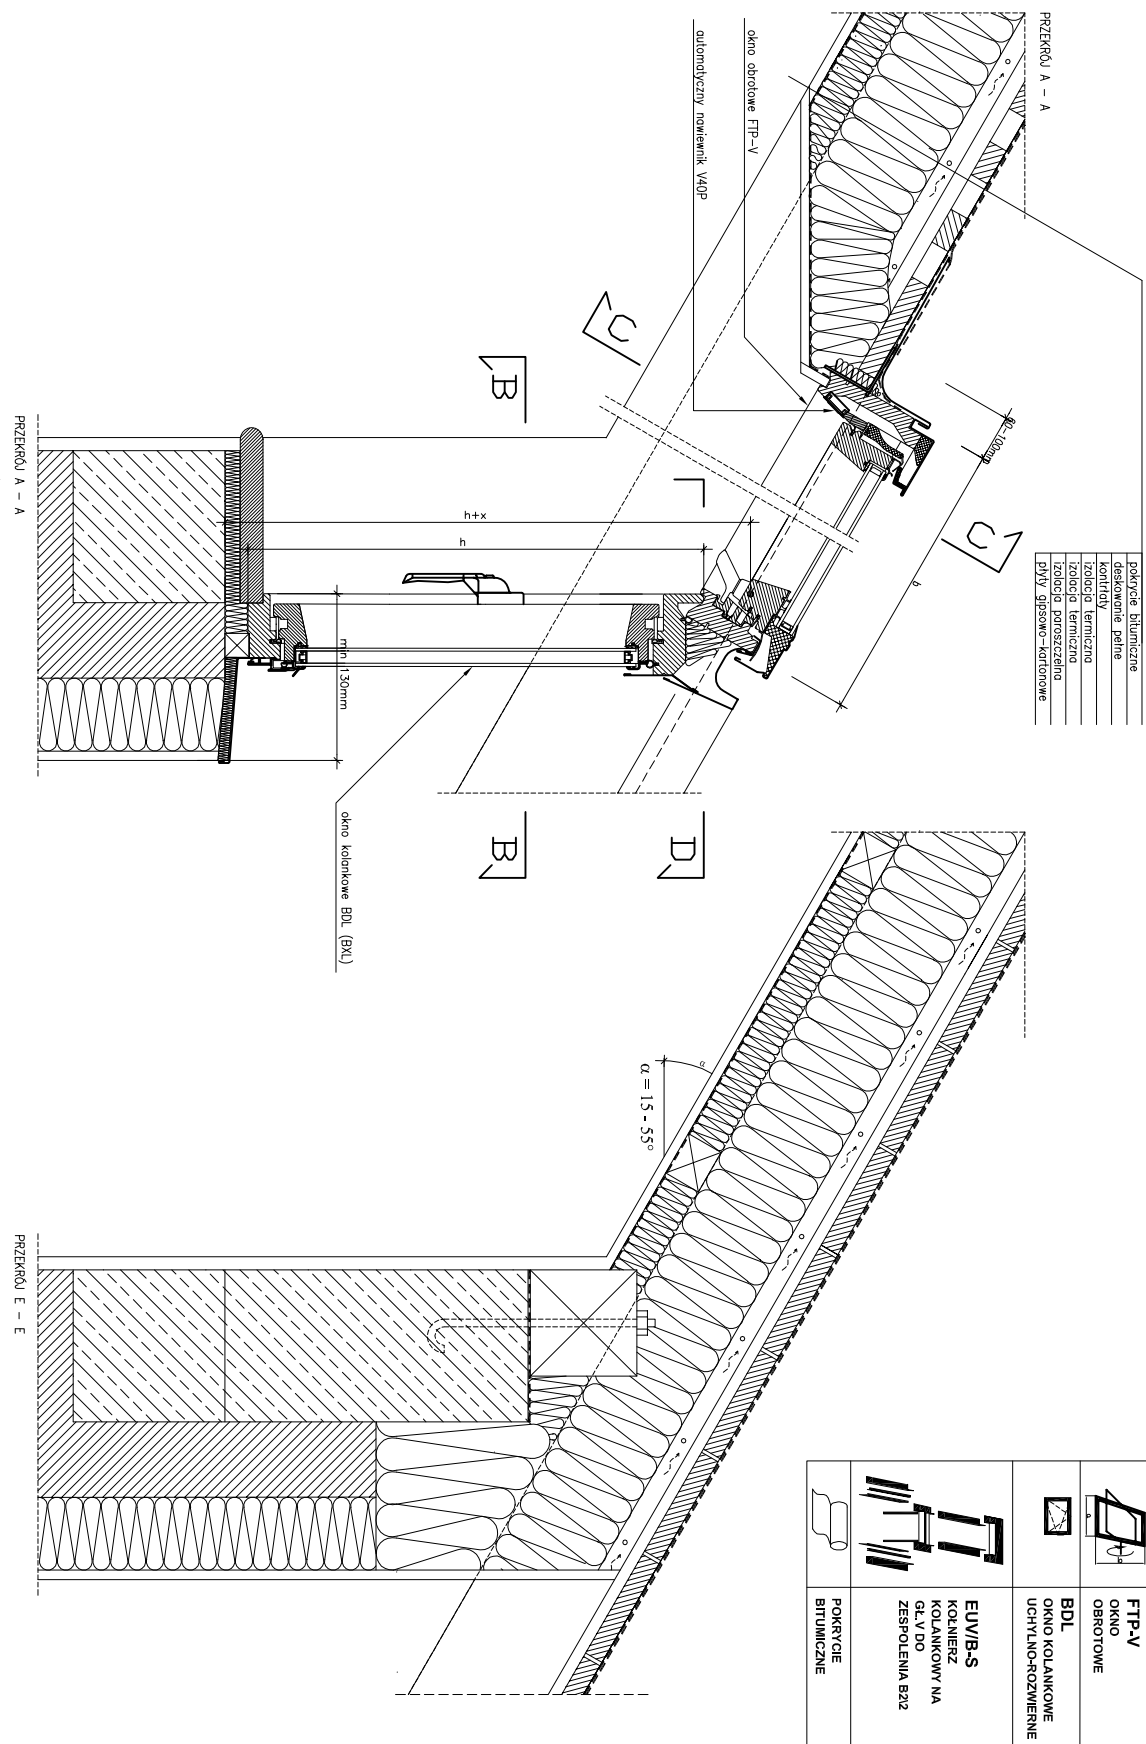 PRZEKRÓJ A - A
okno obrotowe FTP-V
automatyczny nawiewnik V40P
60-100mm
pokrycie bitumiczne
deskowanie pełne
kontrłaty
izolacja termiczna
izolacja termiczna
izolacja paroszczelna
płyty gipsowo-kartonowe
C
C
B
B
D
h+x
h
min 130mm
okno kolankowe BDL (BXL)
PRZEKRÓJ A - A
α
α = 15 - 55°
PRZEKRÓJ E - E
FTP-V
OKNO
OBROTOWE
BDL
OKNO KOLANKOWE
UCHYLNO-ROZWIERNE
EUV/B-S
KOŁNIERZ
KOLANKOWY NA
GŁ.V DO
ZESPOLENIA B2\2
POKRYCIE
BITUMICZNE